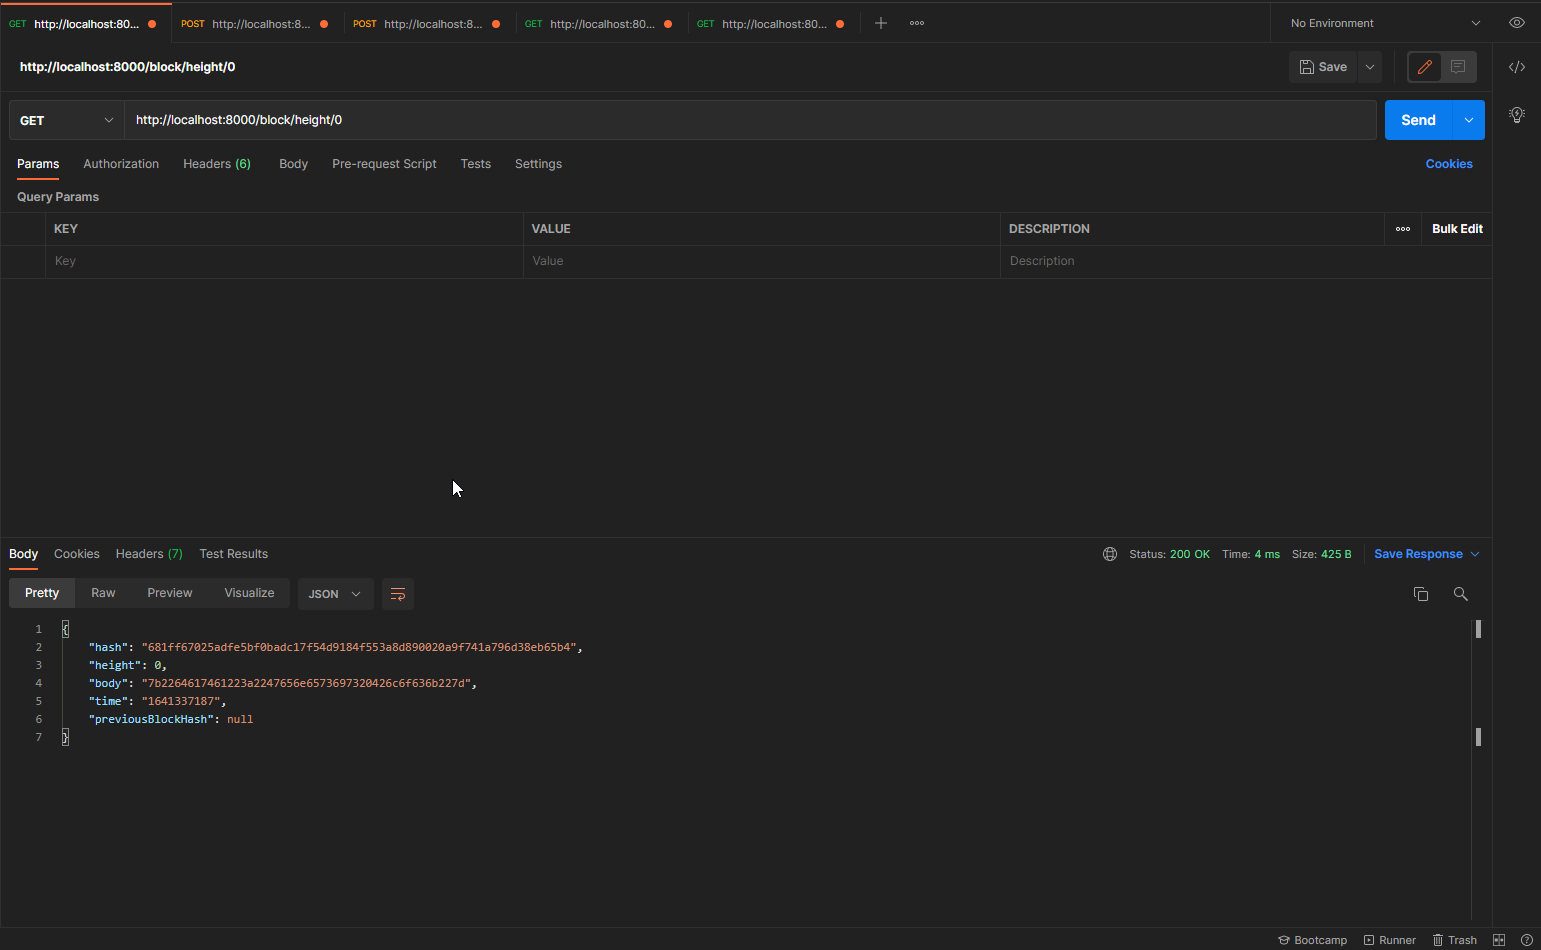 GET http://localhost:80... POST http://localhost:8... POST http://localhost:8... GET http://localhost:80... GET http://localhost:80... No Environment
http://localhost:8000/block/height/0 Save
GET http://localhost:8000/block/height/0 Send
Params Authorization Headers (6) Body Pre-request Script Tests Settings Cookies
Query Params
KEY VALUE DESCRIPTION Bulk Edit
Key Value Description
Body Cookies Headers (7) Test Results Status: 200 OK Time: 4 ms Size: 425 B Save Response
Pretty Raw Preview Visualize JSON
1 {
2 "hash": "681ff67025adfe5bf0badc17f54d9184f553a8d890020a9f741a796d38eb65b4",
3 "height": 0,
4 "body": "7b2264617461223a2247656e6573697320426c6f636b227d",
5 "time": "1641337187",
6 "previousBlockHash": null
7 }
Bootcamp Runner Trash